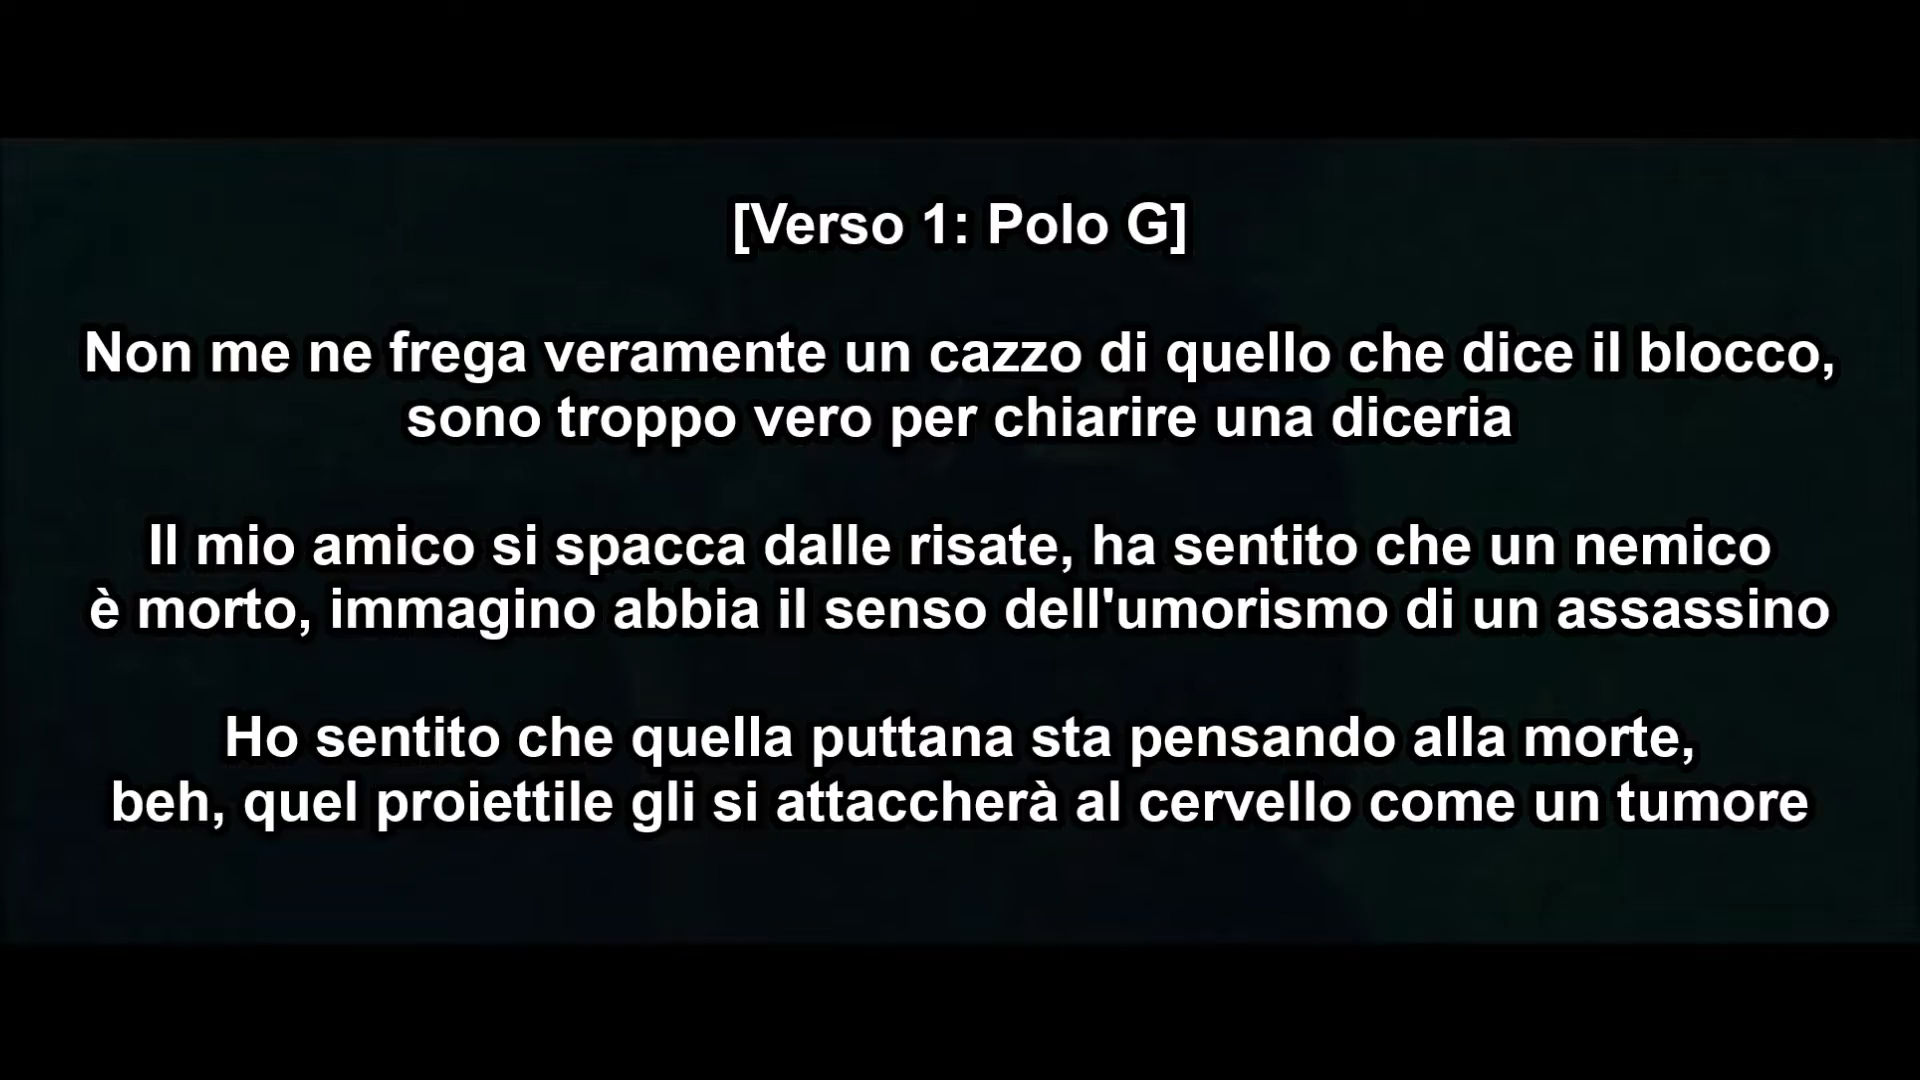 [Verso 1: Polo G]
Non me ne frega veramente un cazzo di quello che dice il blocco,
sono troppo vero per chiarire una diceria
Il mio amico si spacca dalle risate, ha sentito che un nemico
è morto, immagino abbia il senso dell'umorismo di un assassino
Ho sentito che quella puttana sta pensando alla morte,
beh, quel proiettile gli si attaccherà al cervello come un tumore